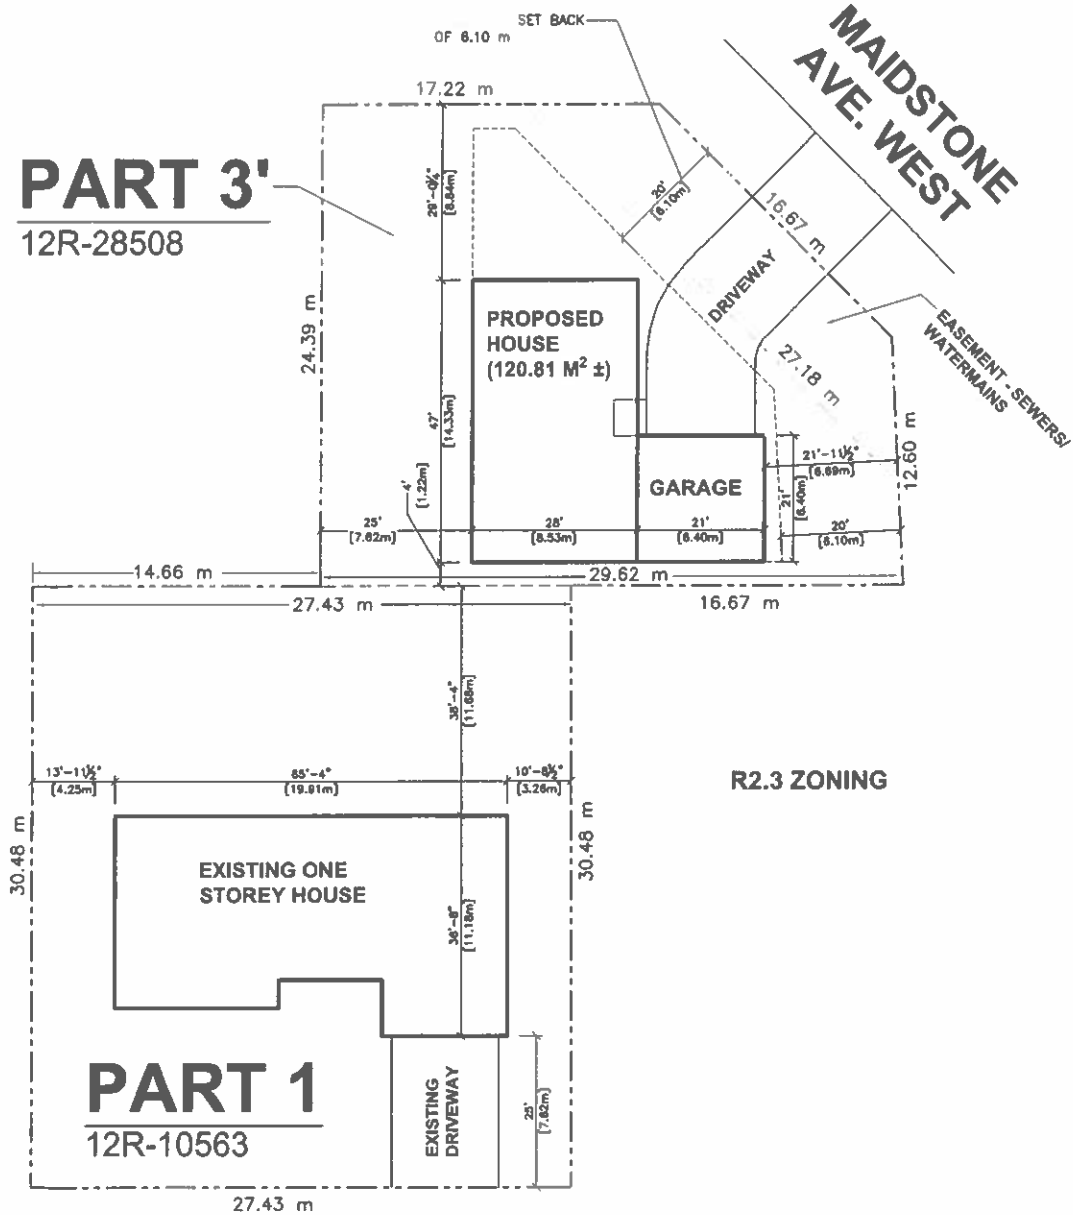 SET BACK
OF 6.10 m
MAIDSTONE
AVE. WEST
17.22 m
PART 3'
12R-28508
29'-0¼"
[8.84m]
20'
[6.10m]
16.67 m
DRIVEWAY
24.39 m
PROPOSED
HOUSE
(120.81 M² ±)
EASEMENT - SEWERS/
WATERMAINS
27.18 m
47'
[14.33m]
12.60 m
21'-11½"
[6.69m]
4'
[1.22m]
GARAGE
21'
[6.40m]
25'
[7.62m]
28'
[8.53m]
21'
[6.40m]
20'
[6.10m]
14.66 m
29.62 m
27.43 m
16.67 m
38'-4"
[11.68m]
13'-11½"
[4.25m]
65'-4"
[19.91m]
10'-8½"
[3.26m]
R2.3 ZONING
30.48 m
30.48 m
EXISTING ONE
STOREY HOUSE
36'-8"
[11.18m]
PART 1
12R-10563
EXISTING
DRIVEWAY
25'
[7.62m]
27.43 m